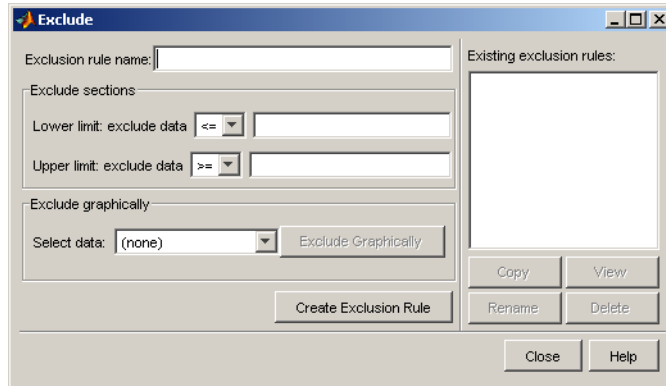 Exclude
Exclusion rule name:
Exclude sections
Lower limit: exclude data <=
Upper limit: exclude data >=
Exclude graphically
Select data: (none) Exclude Graphically
Create Exclusion Rule
Existing exclusion rules:
Copy View
Rename Delete
Close Help